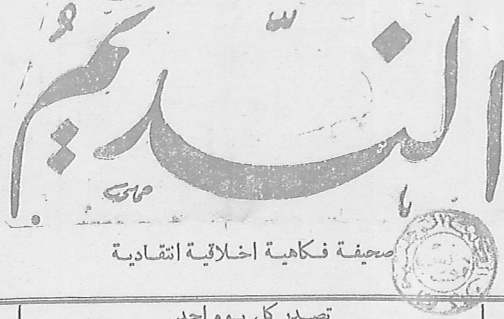 النديم
صحيفة فكاهية اخلاقية انتقادية
تصدر كل يوم احد